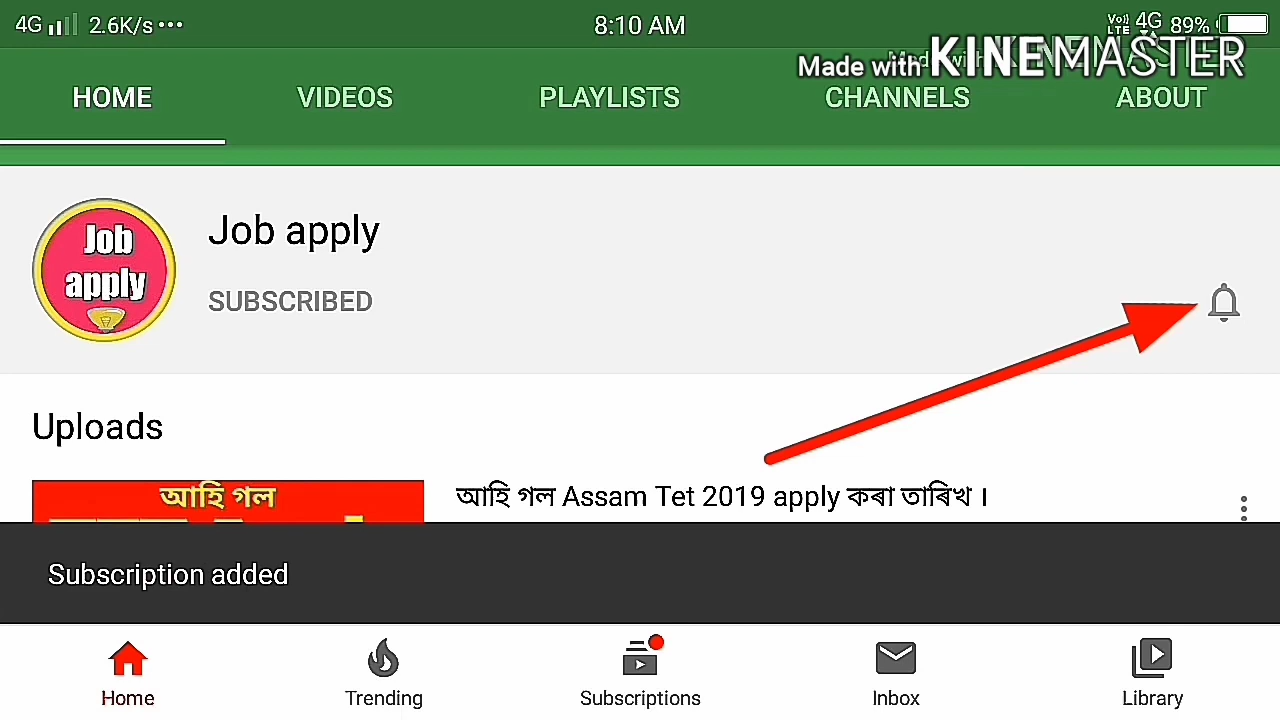 4G 2.6K/s ••• 8:10 AM VoLTE 4G 89%
Made with KINEMASTER
HOME VIDEOS PLAYLISTS CHANNELS ABOUT
Job apply
Job apply
SUBSCRIBED
Uploads
আহি গল
আহি গল Assam Tet 2019 apply কৰা তাৰিখ ।
Subscription added
Home Trending Subscriptions Inbox Library